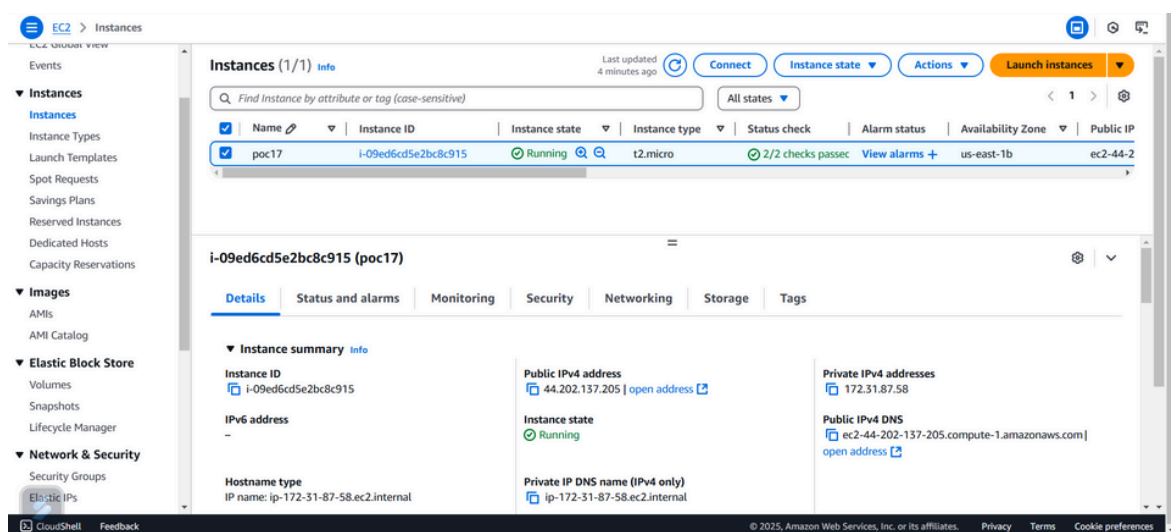 EC2 > Instances
EC2 Global View
Events
Instances
Instances
Instance Types
Launch Templates
Spot Requests
Savings Plans
Reserved Instances
Dedicated Hosts
Capacity Reservations
Images
AMIs
AMI Catalog
Elastic Block Store
Volumes
Snapshots
Lifecycle Manager
Network & Security
Security Groups
Elastic IPs
Instances (1/1) Info
Last updated
4 minutes ago
Connect
Instance state
Actions
Launch instances
Find Instance by attribute or tag (case-sensitive)
All states
1
Name Instance ID Instance state Instance type Status check Alarm status Availability Zone Public IP
poc17 i-09ed6cd5e2bc8c915 Running t2.micro 2/2 checks passec View alarms + us-east-1b ec2-44-2
i-09ed6cd5e2bc8c915 (poc17)
Details Status and alarms Monitoring Security Networking Storage Tags
Instance summary Info
Instance ID
i-09ed6cd5e2bc8c915
Public IPv4 address
44.202.137.205 | open address
Private IPv4 addresses
172.31.87.58
IPv6 address
–
Instance state
Running
Public IPv4 DNS
ec2-44-202-137-205.compute-1.amazonaws.com |
open address
Hostname type
IP name: ip-172-31-87-58.ec2.internal
Private IP DNS name (IPv4 only)
ip-172-31-87-58.ec2.internal
CloudShell Feedback © 2025, Amazon Web Services, Inc. or its affiliates. Privacy Terms Cookie preferences